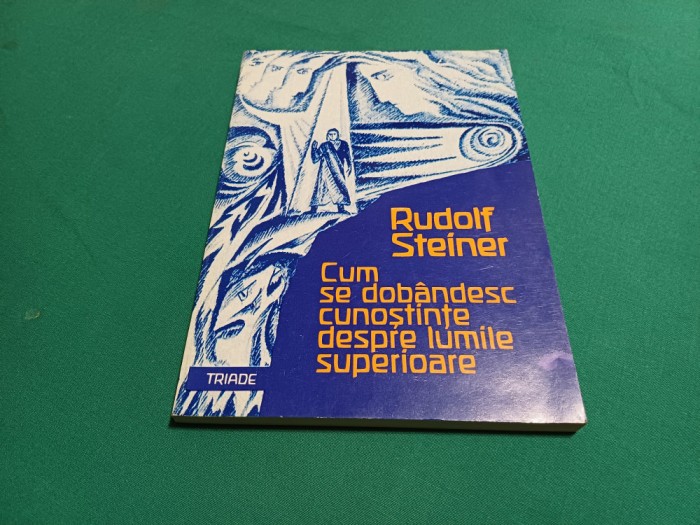 Rudolf
Steiner
Cum
se dobândesc
cunoștințe
despre lumile
superioare
TRIADE